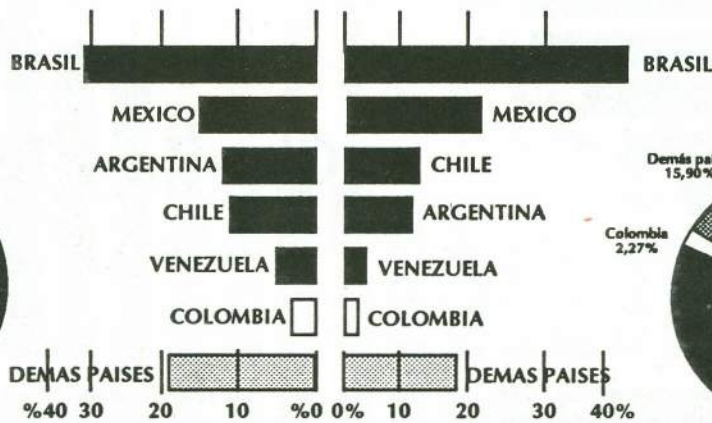 BRASIL BRASIL
MEXICO MEXICO
ARGENTINA CHILE
CHILE ARGENTINA
VENEZUELA VENEZUELA
COLOMBIA COLOMBIA
DEMAS PAISES DEMAS PAISES
%40 30 20 10 %0 0% 10 20 30 40%
Demás
15,90%
Colombia
2,27%